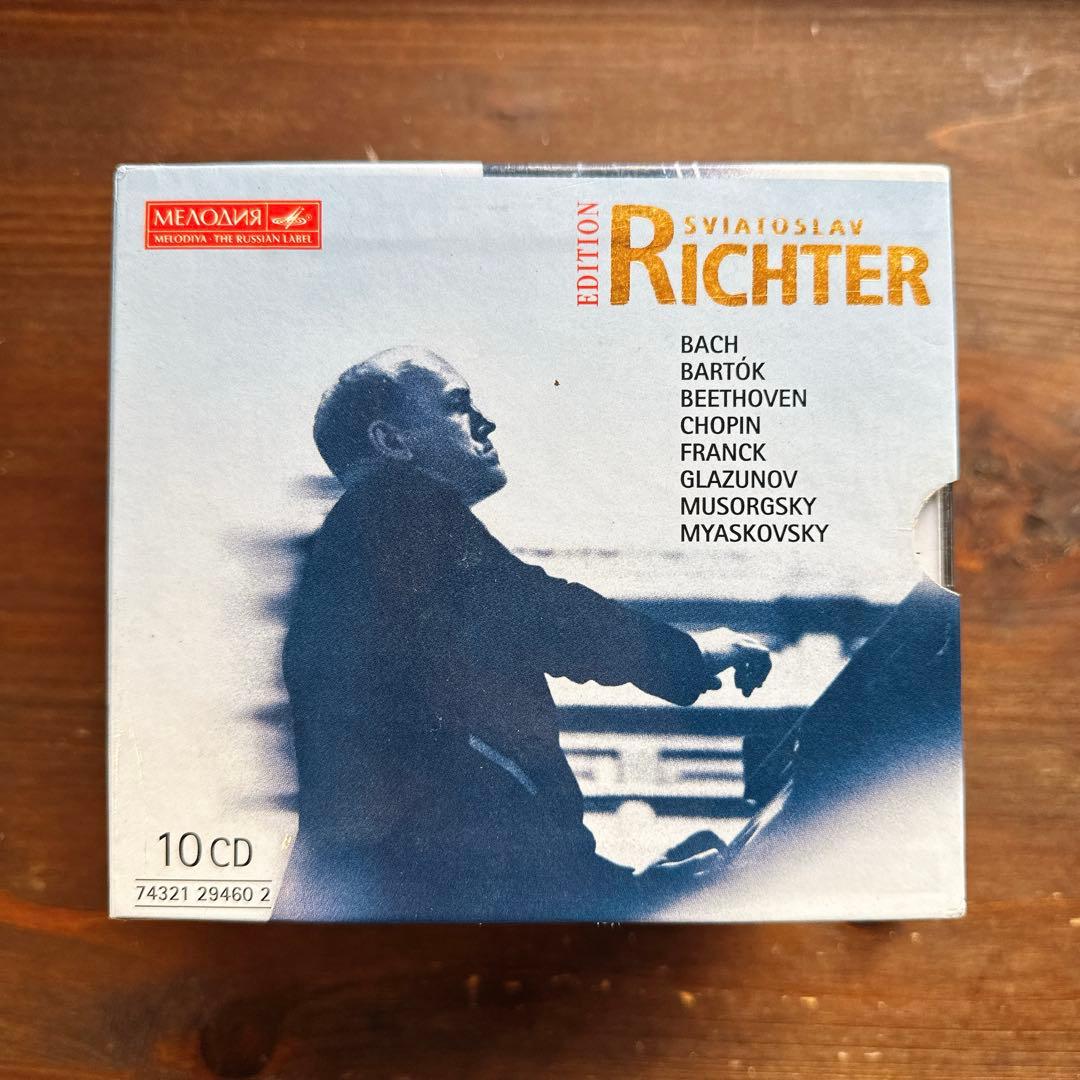 МЕЛОДИЯ
MELODIYA · THE RUSSIAN LABEL
EDITION
SVIATOSLAV
RICHTER
BACH
BARTÓK
BEETHOVEN
CHOPIN
FRANCK
GLAZUNOV
MUSORGSKY
MYASKOVSKY
10 CD
74321 29460 2